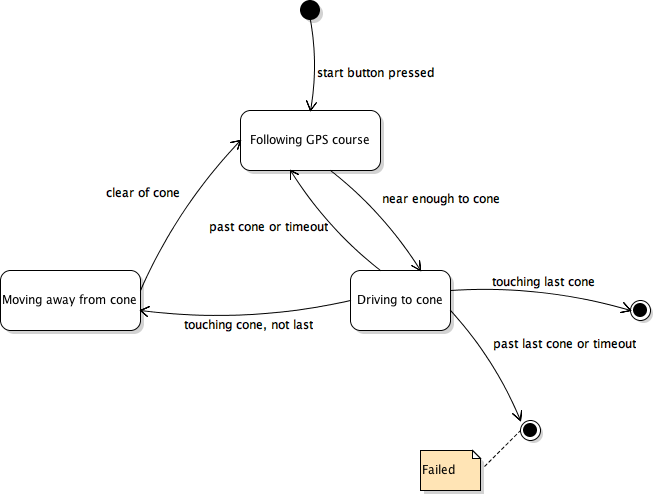 start button pressed
Following GPS course
clear of cone
near enough to cone
past cone or timeout
touching last cone
Moving away from cone
Driving to cone
touching cone, not last
past last cone or timeout
Failed